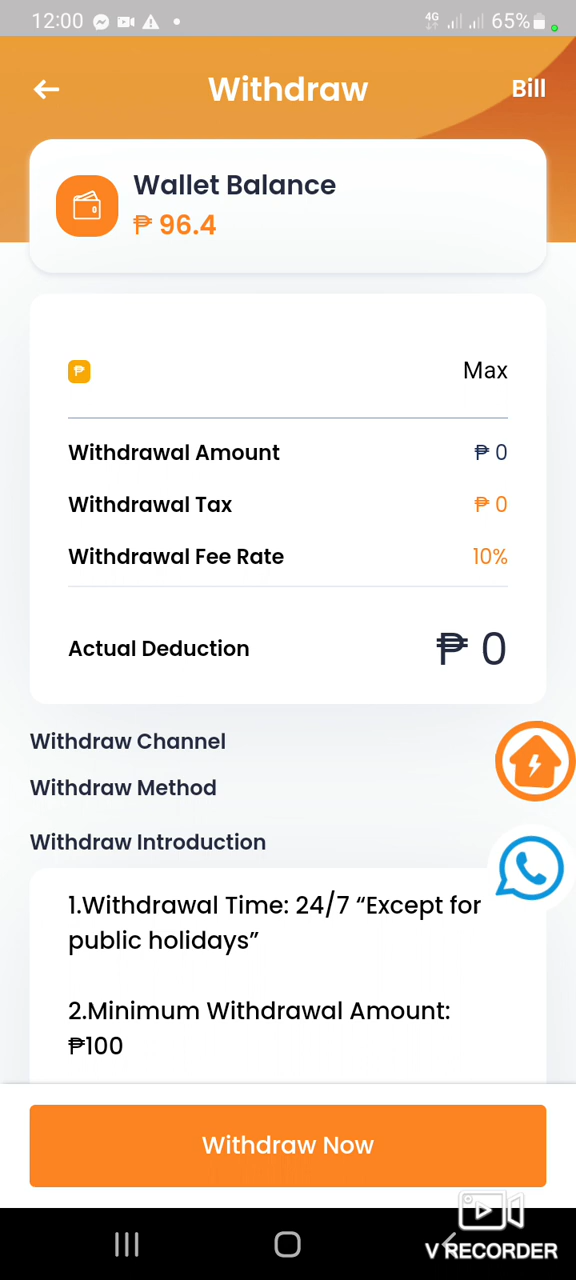 12:00 4G 65%
Withdraw Bill
Wallet Balance
₱ 96.4
₱ Max
Withdrawal Amount ₱ 0
Withdrawal Tax ₱ 0
Withdrawal Fee Rate 10%
Actual Deduction ₱ 0
Withdraw Channel
Withdraw Method
Withdraw Introduction
1.Withdrawal Time: 24/7 “Except for
public holidays”
2.Minimum Withdrawal Amount:
₱100
Withdraw Now
V RECORDER